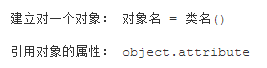 建立对一个对象： 对象名 = 类名()
引用对象的属性： object.attribute